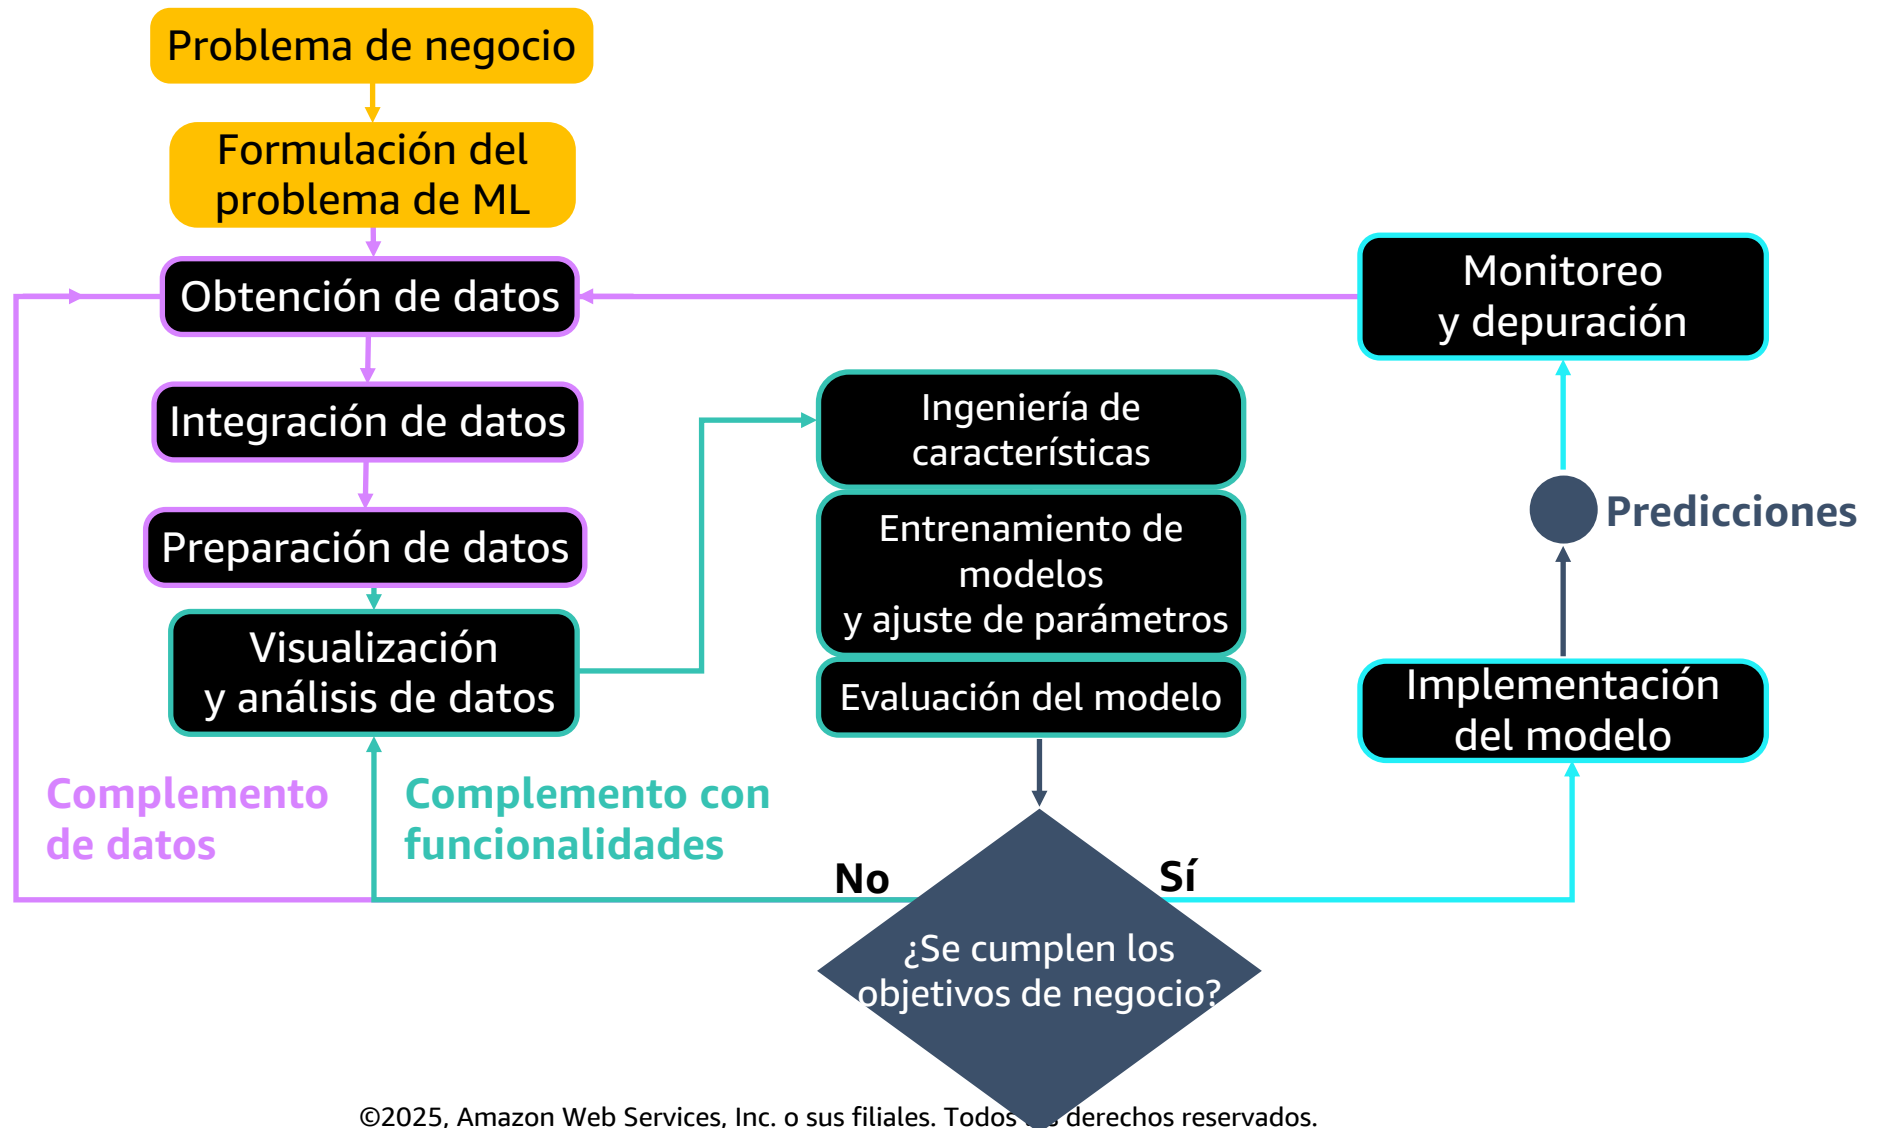 Problema de negocio
Formulación del
problema de ML
Obtención de datos
Integración de datos
Preparación de datos
Visualización
y análisis de datos
Complemento
de datos
Complemento con
funcionalidades
Ingeniería de
características
Entrenamiento de
modelos
y ajuste de parámetros
Evaluación del modelo
No
Sí
¿Se cumplen los
objetivos de negocio?
Implementación
del modelo
Predicciones
Monitoreo
y depuración
©2025, Amazon Web Services, Inc. o sus filiales. Todos derechos reservados.